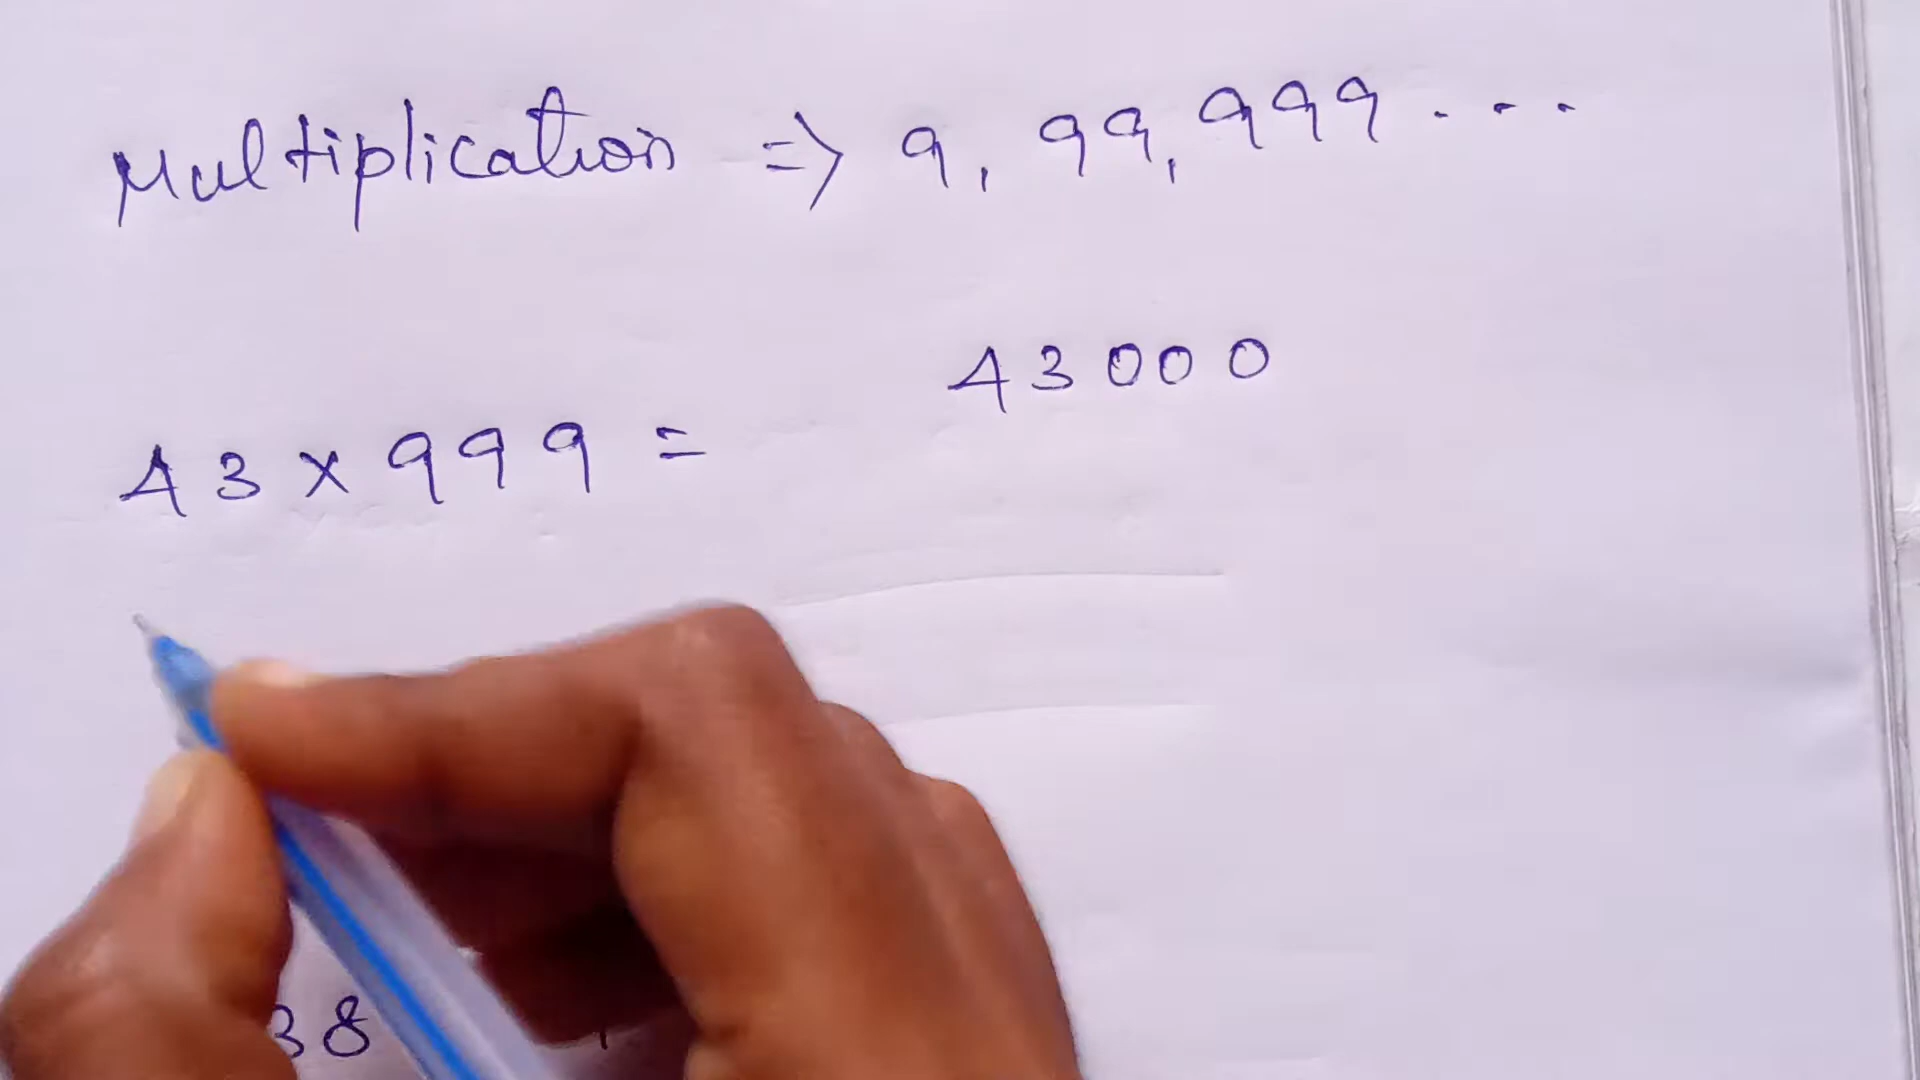 Multiplication => 9, 99, 999...
43000
43 x 999 =
38